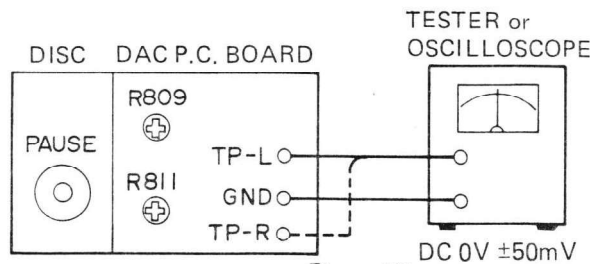 TESTER or
OSCILLOSCOPE
DISC DAC P.C. BOARD
R809
PAUSE
TP-L
R811
GND
TP-R
DC 0V ±50mV